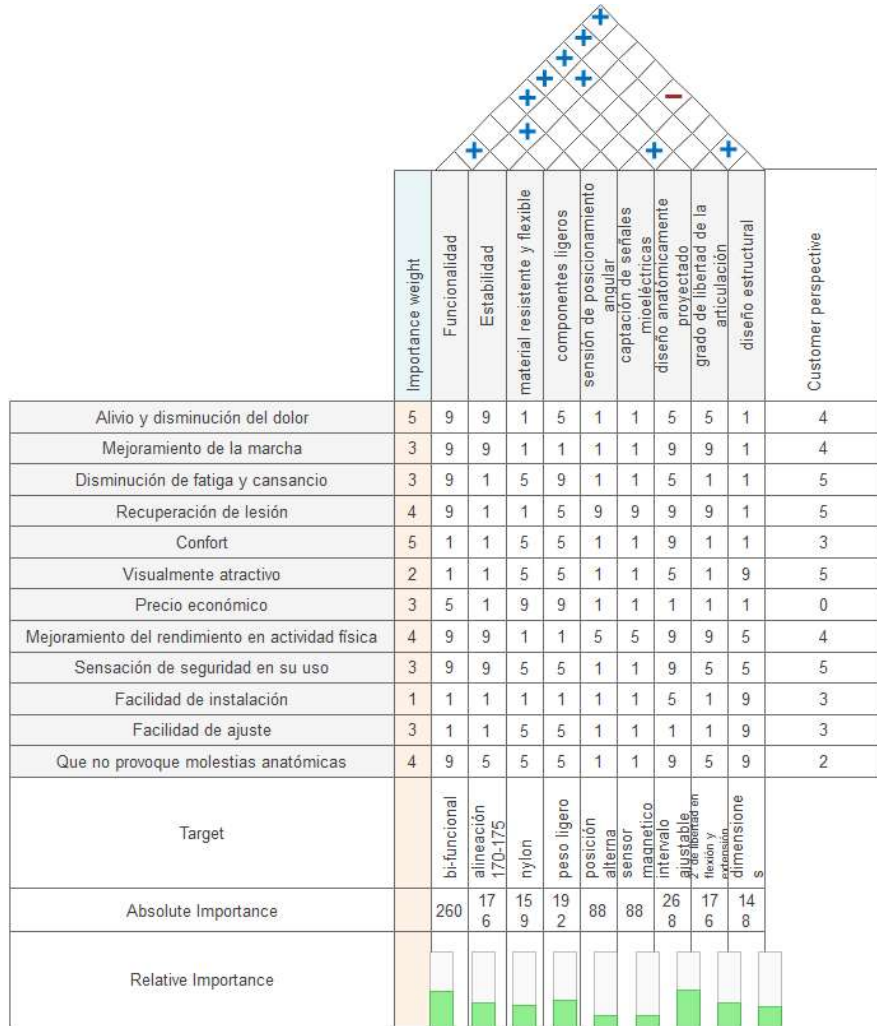 Importance weight
Funcionalidad
Estabilidad
material resistente y flexible
componentes ligeros
sensión de posicionamiento
angular
captación de señales
mioeléctricas
diseño anatómicamente
proyectado
grado de libertad de la
articulación
diseño estructural
Customer perspective
Alivio y disminución del dolor 5 9 9 1 5 1 1 5 5 1 4
Mejoramiento de la marcha 3 9 9 1 1 1 1 9 9 1 4
Disminución de fatiga y cansancio 3 9 1 5 9 1 1 5 1 1 5
Recuperación de lesión 4 9 1 1 5 9 9 9 9 1 5
Confort 5 1 1 5 5 1 1 9 1 1 3
Visualmente atractivo 2 1 1 5 5 1 1 5 1 9 5
Precio económico 3 5 1 9 9 1 1 1 1 1 0
Mejoramiento del rendimiento en actividad física 4 9 9 1 1 5 5 9 9 5 4
Sensación de seguridad en su uso 3 9 9 5 5 1 1 9 5 5 5
Facilidad de instalación 1 1 1 1 1 1 1 5 1 9 3
Facilidad de ajuste 3 1 1 5 5 1 1 1 1 9 3
Que no provoque molestias anatómicas 4 9 5 5 5 1 1 9 5 9 2
Target
bi-funcional
alineación
170-175
nylon
peso ligero
posición
alterna
sensor
magnetico
intervalo
ajustable
2° de libertad en
flexión y
extensión
dimensione
s
Absolute Importance 260 176 159 192 88 88 268 176 148
Relative Importance